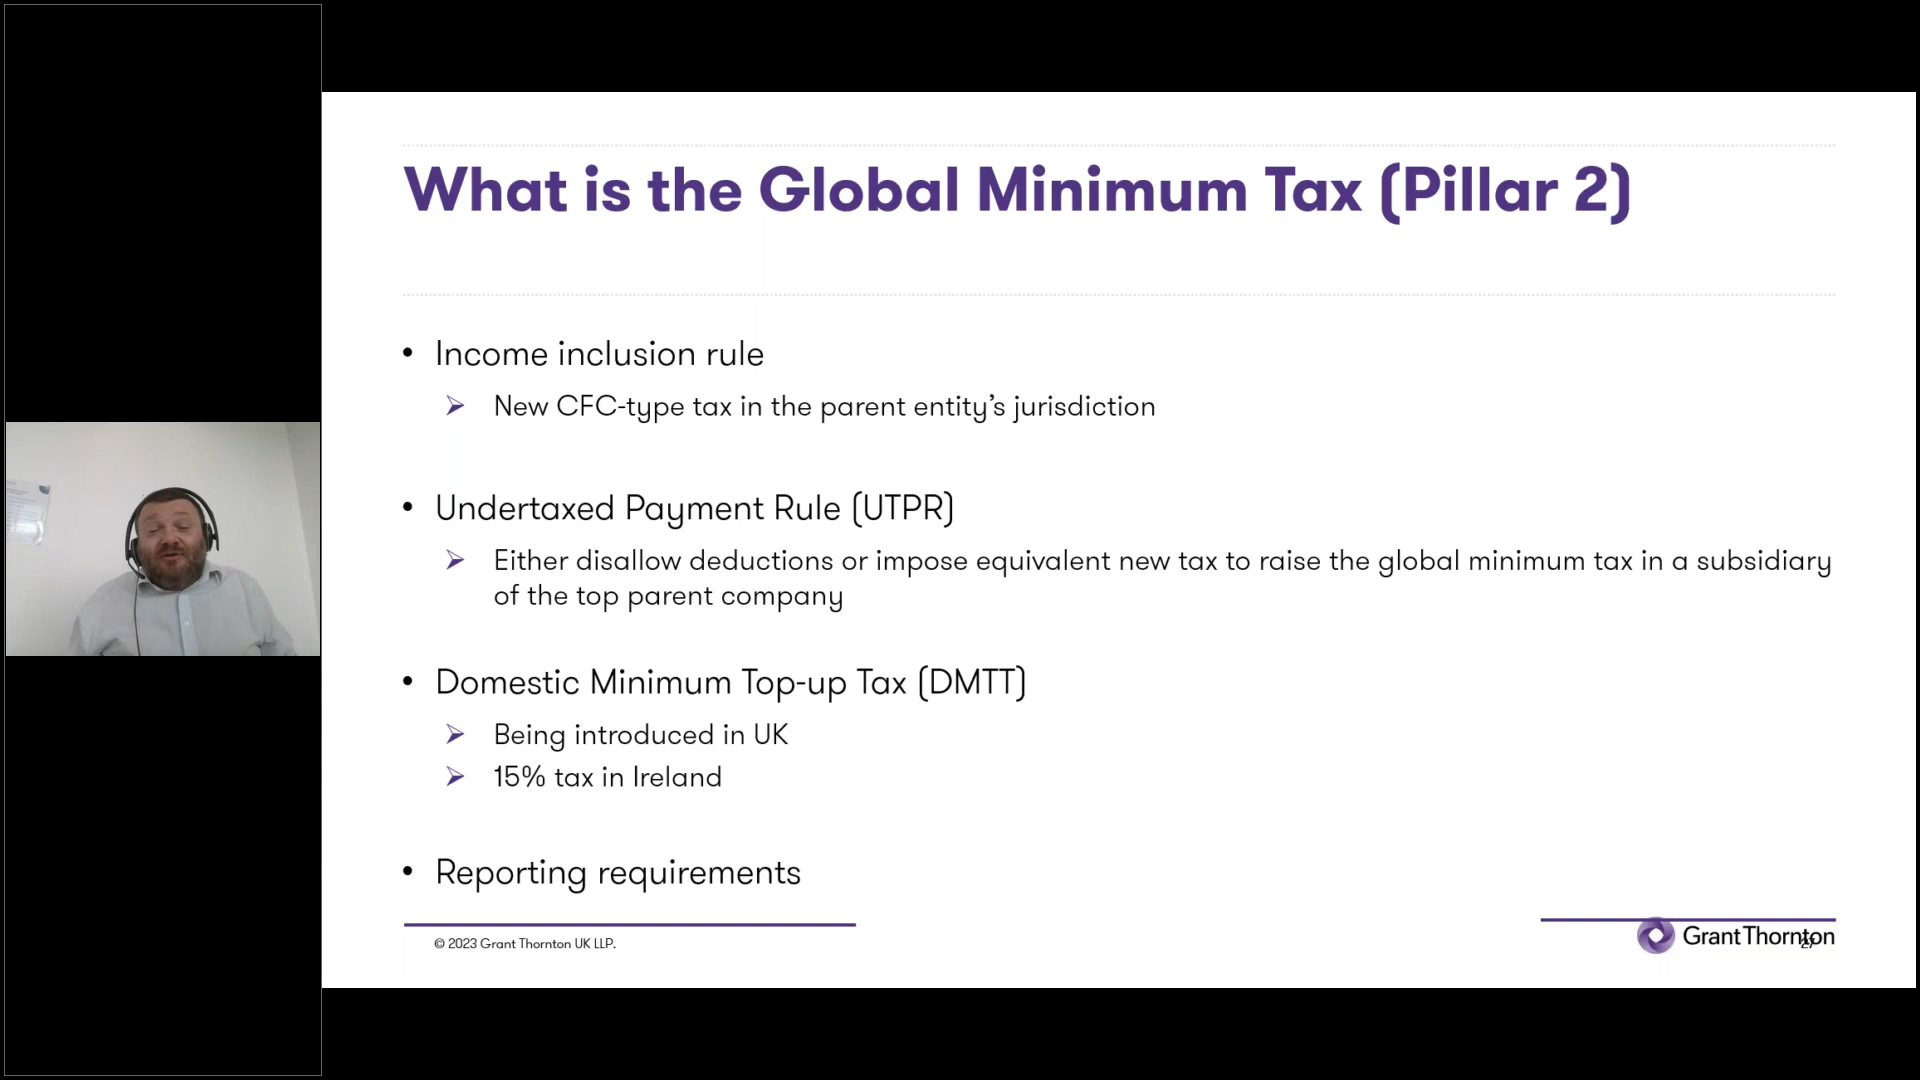 What is the Global Minimum Tax (Pillar 2)
• Income inclusion rule
➢ New CFC-type tax in the parent entity’s jurisdiction
• Undertaxed Payment Rule (UTPR)
➢ Either disallow deductions or impose equivalent new tax to raise the global minimum tax in a subsidiary
of the top parent company
• Domestic Minimum Top-up Tax (DMTT)
➢ Being introduced in UK
➢ 15% tax in Ireland
• Reporting requirements
© 2023 Grant Thornton UK LLP.
Grant Thornton